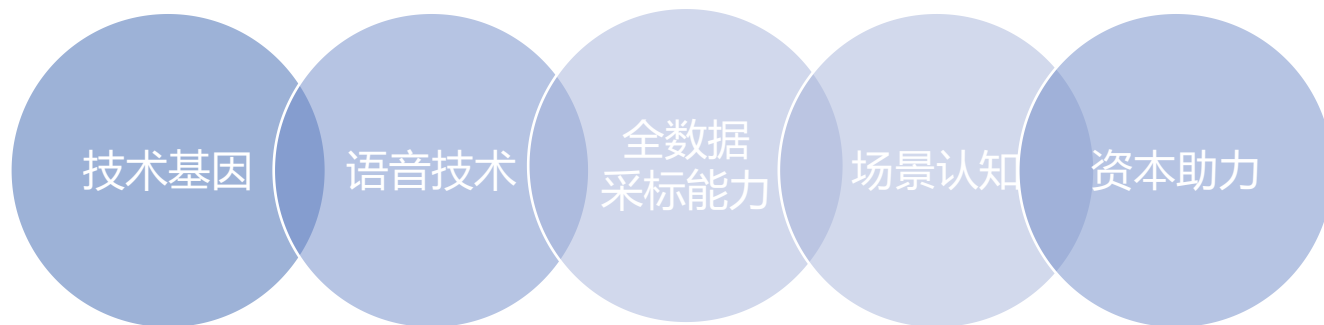 技术基因
语音技术
全数据
采标能力
场景认知
资本助力